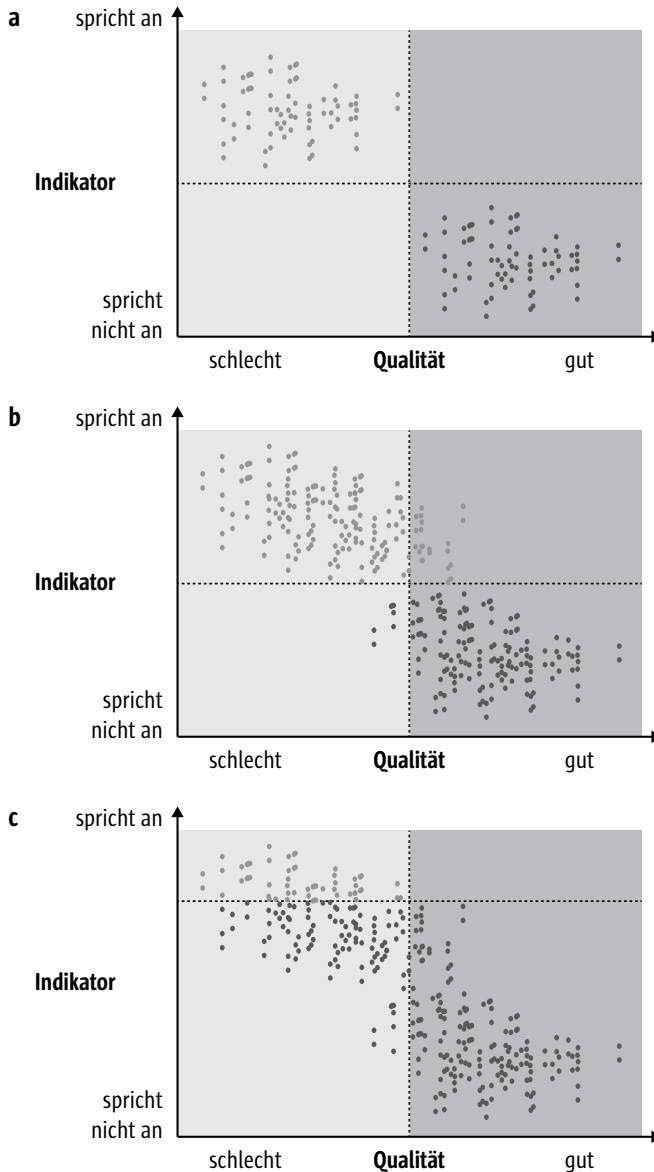 a
spricht an
Indikator
spricht
nicht an
schlecht
Qualität
gut
b
spricht an
Indikator
spricht
nicht an
schlecht
Qualität
gut
c
spricht an
Indikator
spricht
nicht an
schlecht
Qualität
gut